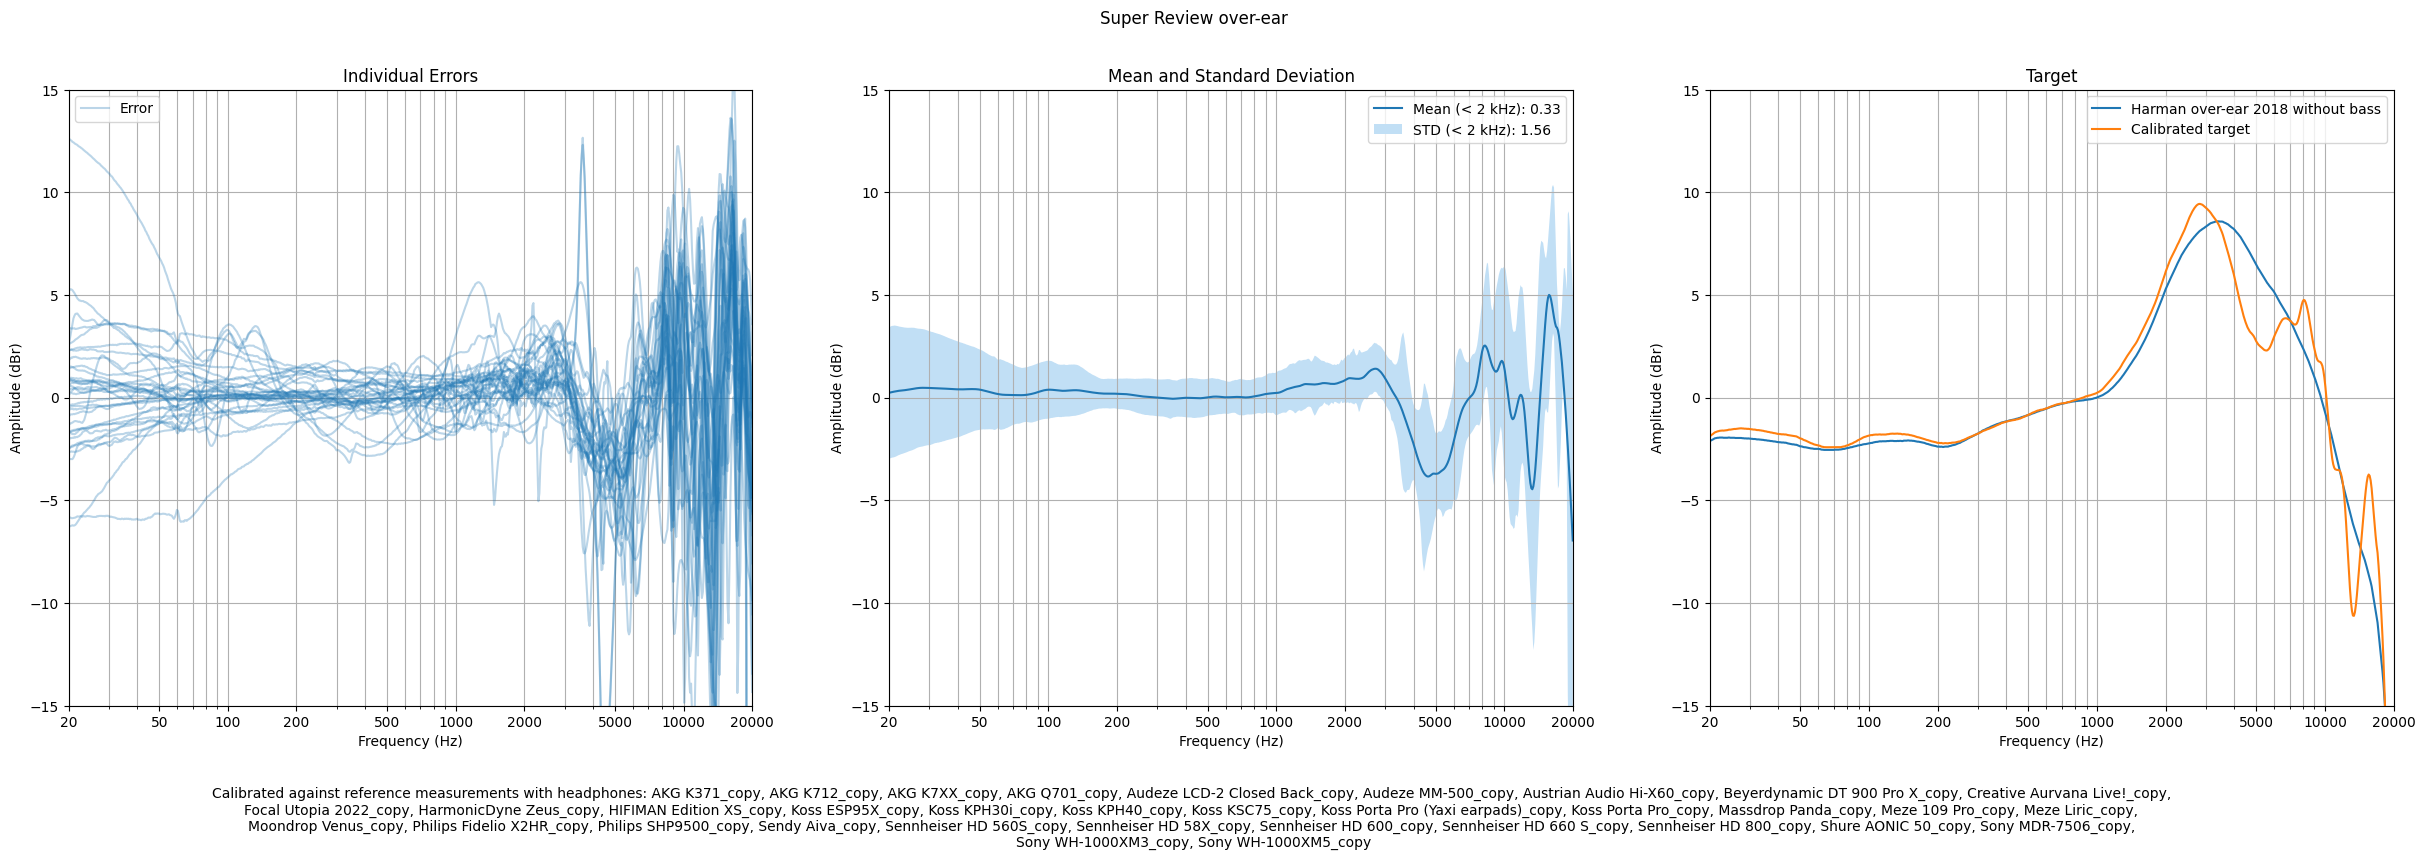 Super Review over-ear
Individual Errors
Error
15
10
5
0
−5
−10
−15
Amplitude (dBr)
20
50
100
200
500
1000
2000
5000
10000
20000
Frequency (Hz)
Mean and Standard Deviation
Mean (< 2 kHz): 0.33
STD (< 2 kHz): 1.56
15
10
5
0
−5
−10
−15
Amplitude (dBr)
20
50
100
200
500
1000
2000
5000
10000
20000
Frequency (Hz)
Target
Harman over-ear 2018 without bass
Calibrated target
15
10
5
0
−5
−10
−15
Amplitude (dBr)
20
50
100
200
500
1000
2000
5000
10000
20000
Frequency (Hz)
Calibrated against reference measurements with headphones: AKG K371_copy, AKG K712_copy, AKG K7XX_copy, AKG Q701_copy, Audeze LCD-2 Closed Back_copy, Audeze MM-500_copy, Austrian Audio Hi-X60_copy, Beyerdynamic DT 900 Pro X_copy, Creative Aurvana Live!_copy,
Focal Utopia 2022_copy, HarmonicDyne Zeus_copy, HIFIMAN Edition XS_copy, Koss ESP95X_copy, Koss KPH30i_copy, Koss KPH40_copy, Koss KSC75_copy, Koss Porta Pro (Yaxi earpads)_copy, Koss Porta Pro_copy, Massdrop Panda_copy, Meze 109 Pro_copy, Meze Liric_copy,
Moondrop Venus_copy, Philips Fidelio X2HR_copy, Philips SHP9500_copy, Sendy Aiva_copy, Sennheiser HD 560S_copy, Sennheiser HD 58X_copy, Sennheiser HD 600_copy, Sennheiser HD 660 S_copy, Sennheiser HD 800_copy, Shure AONIC 50_copy, Sony MDR-7506_copy,
Sony WH-1000XM3_copy, Sony WH-1000XM5_copy